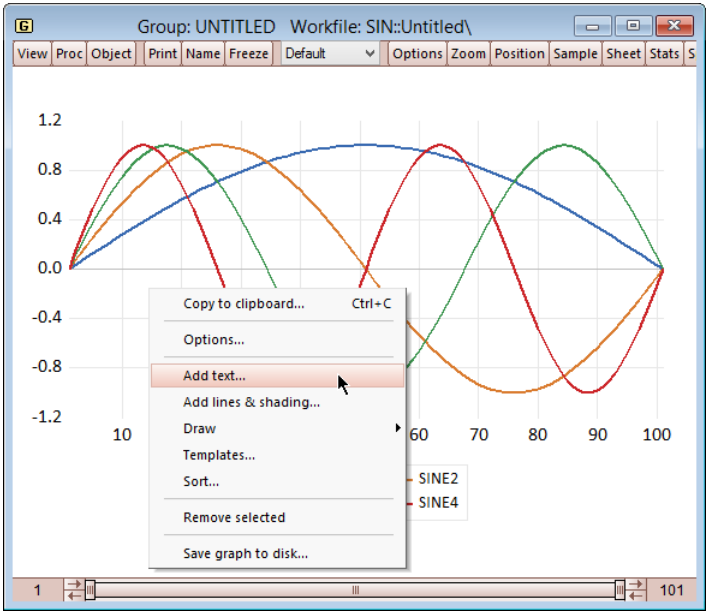 G Group: UNTITLED Workfile: SIN::Untitled\
View Proc Object Print Name Freeze Default Options Zoom Position Sample Sheet Stats S
1.2
0.8
0.4
0.0
-0.4
-0.8
-1.2
10 60 70 80 90 100
Copy to clipboard... Ctrl+C
Options...
Add text...
Add lines & shading...
Draw
Templates...
Sort...
Remove selected
Save graph to disk...
SINE2
SINE4
1 101